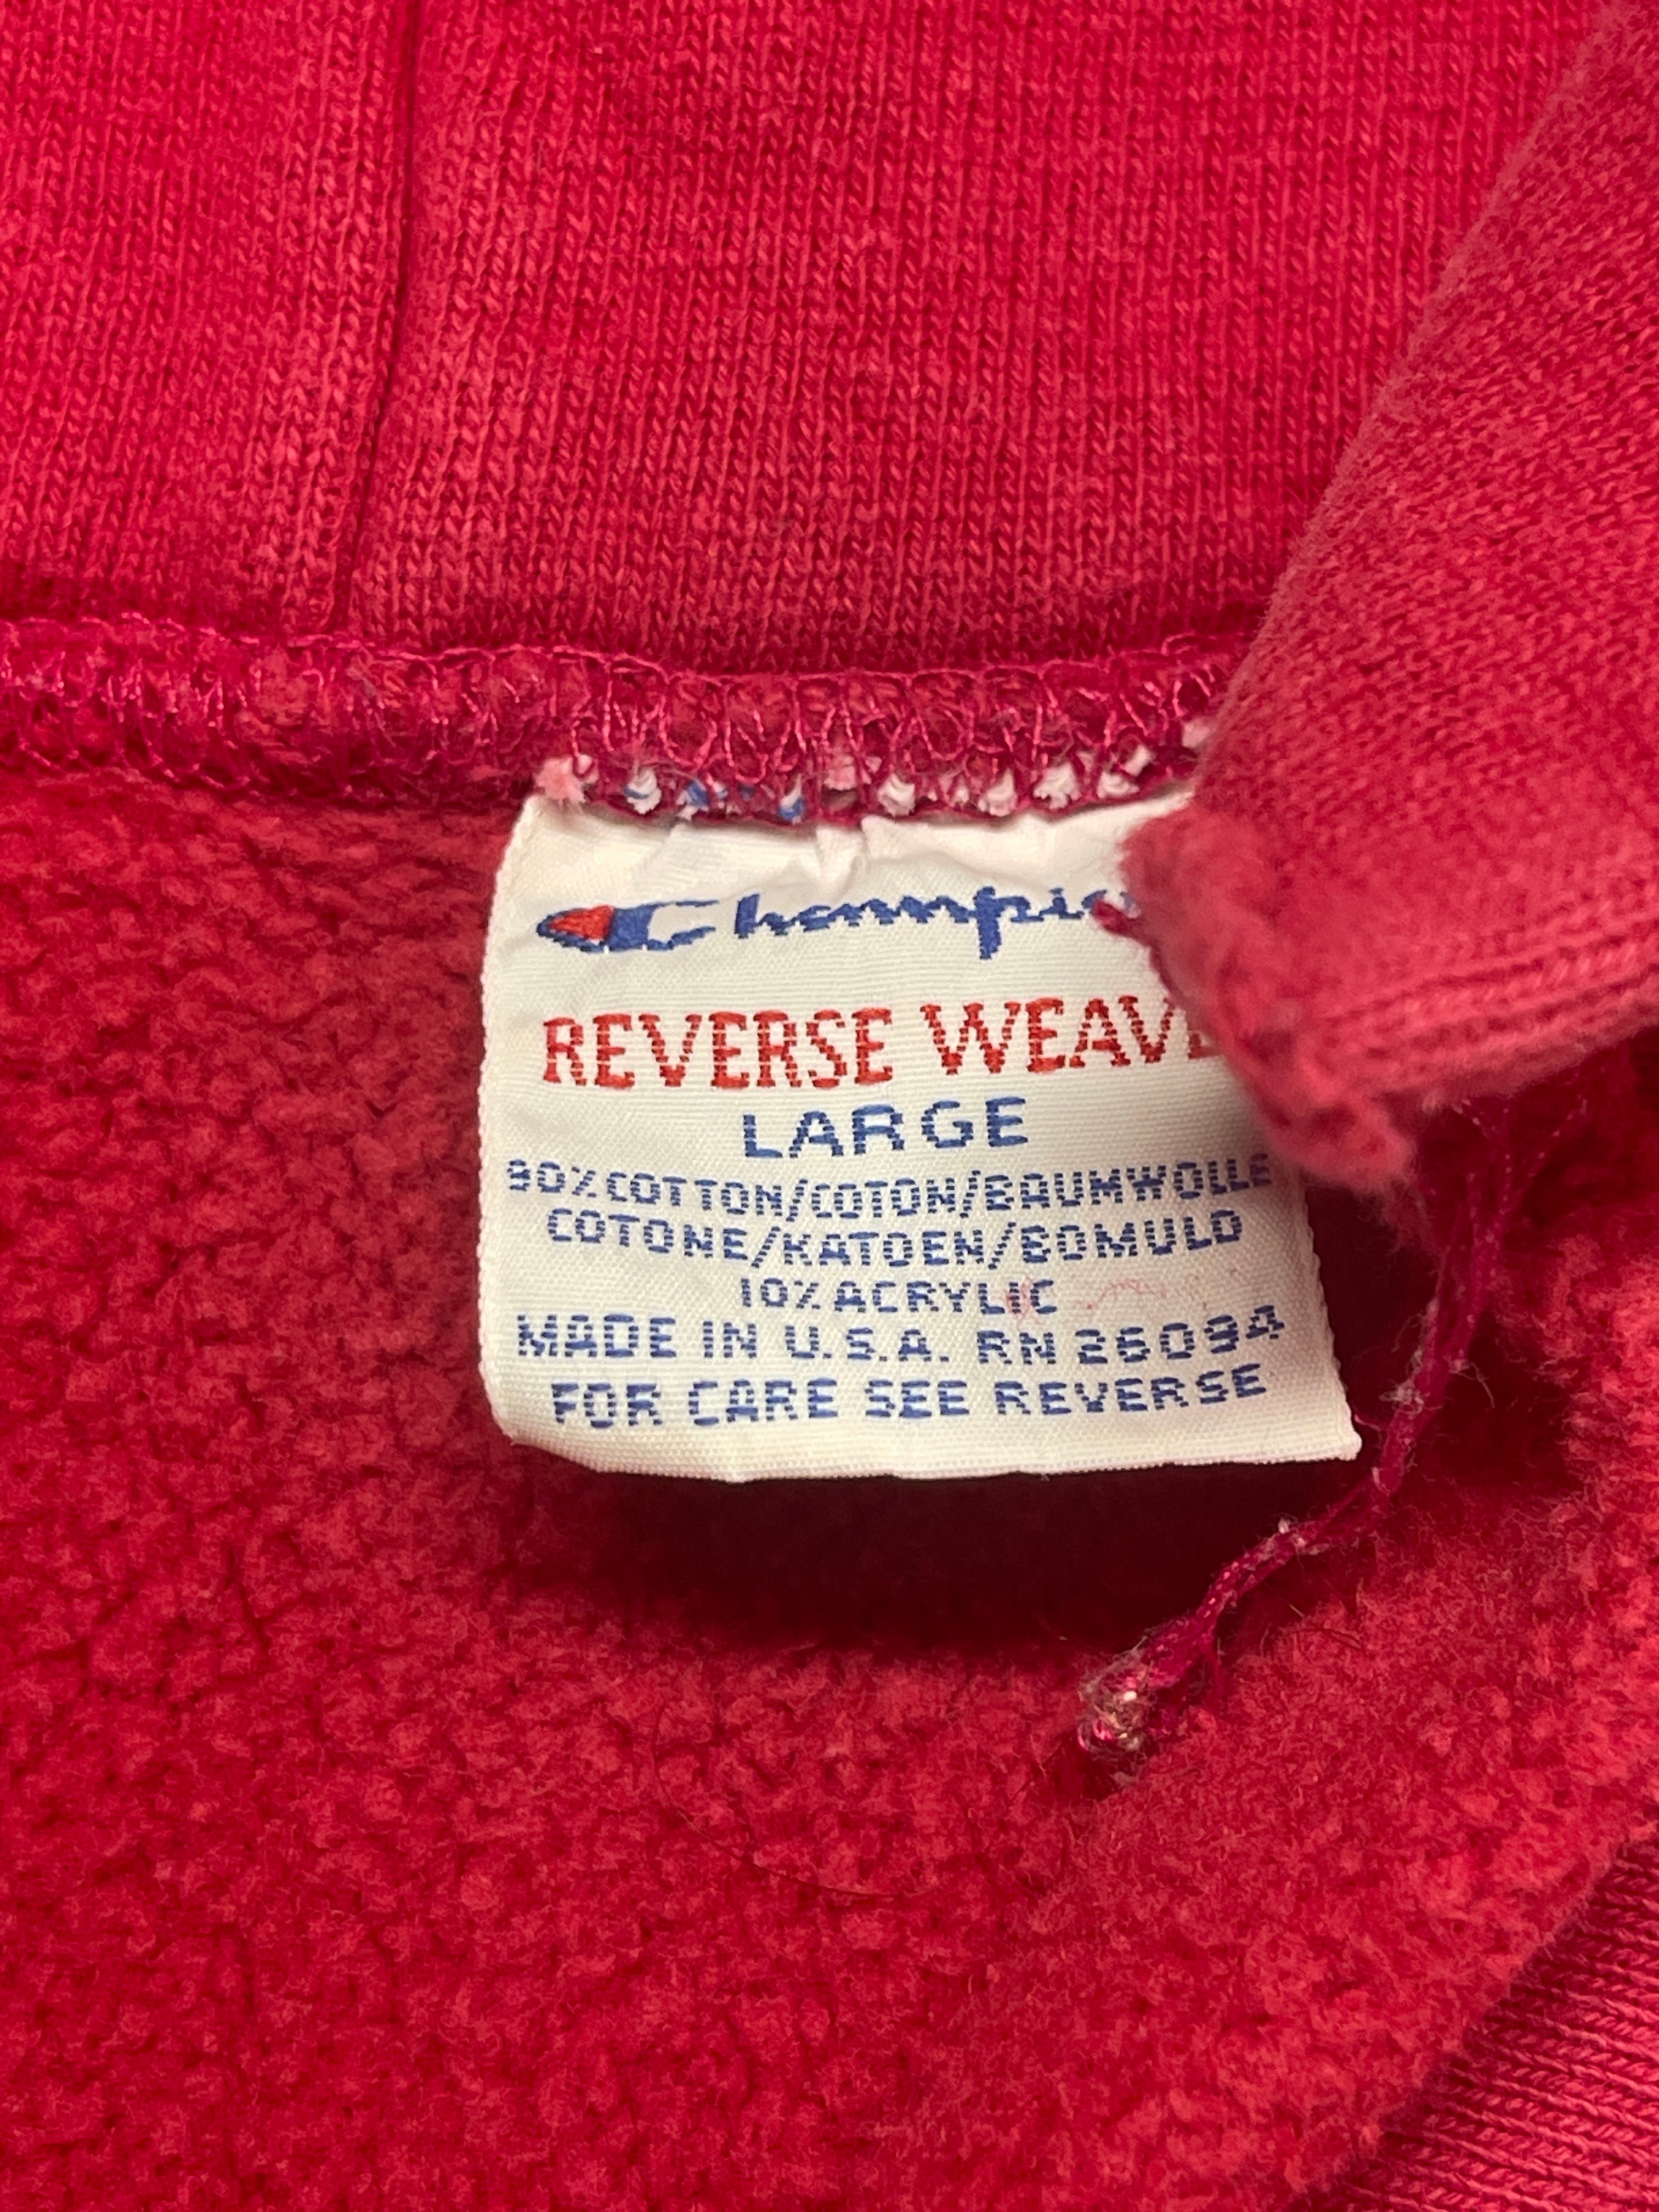 Champio
REVERSE WEAVE
LARGE
90% COTTON/COTON/BAUMWOLLE
COTONE/KATOEN/BOMULD
10% ACRYLIC
MADE IN U.S.A. RN 26094
FOR CARE SEE REVERSE